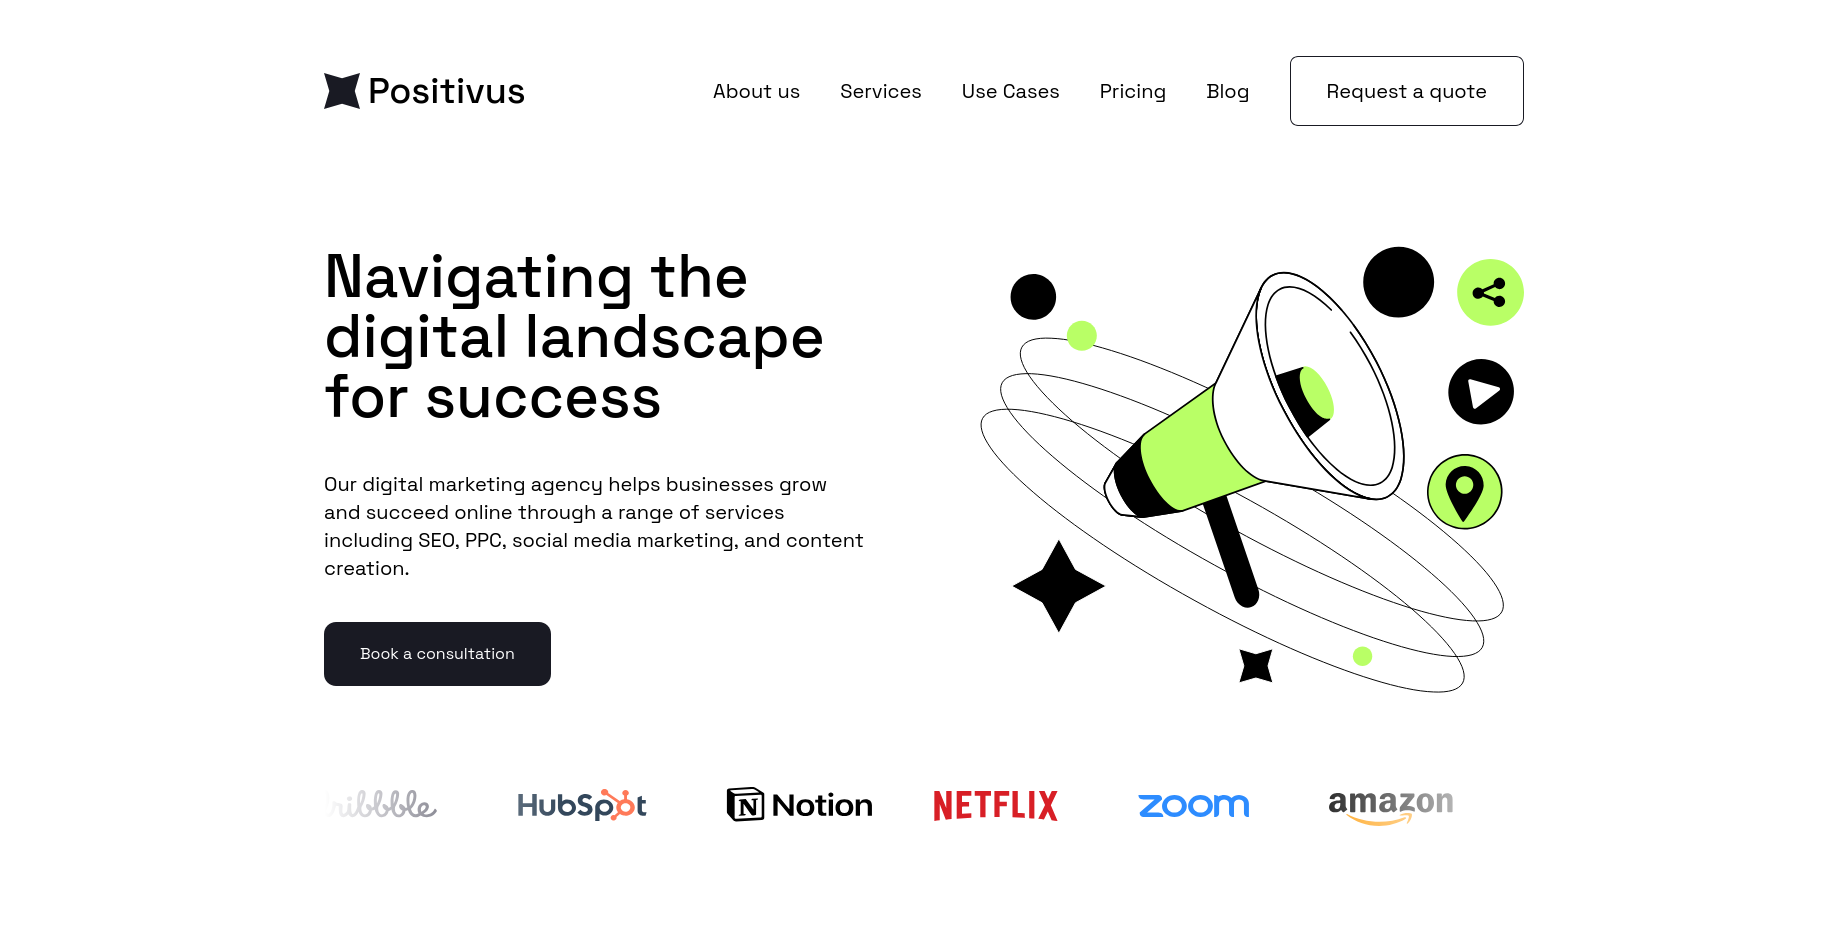 Positivus
About us
Services
Use Cases
Pricing
Blog
Request a quote
Navigating the
digital landscape
for success
Our digital marketing agency helps businesses grow
and succeed online through a range of services
including SEO, PPC, social media marketing, and content
creation.
Book a consultation
HubSpot
Notion
NETFLIX
zoom
amazon